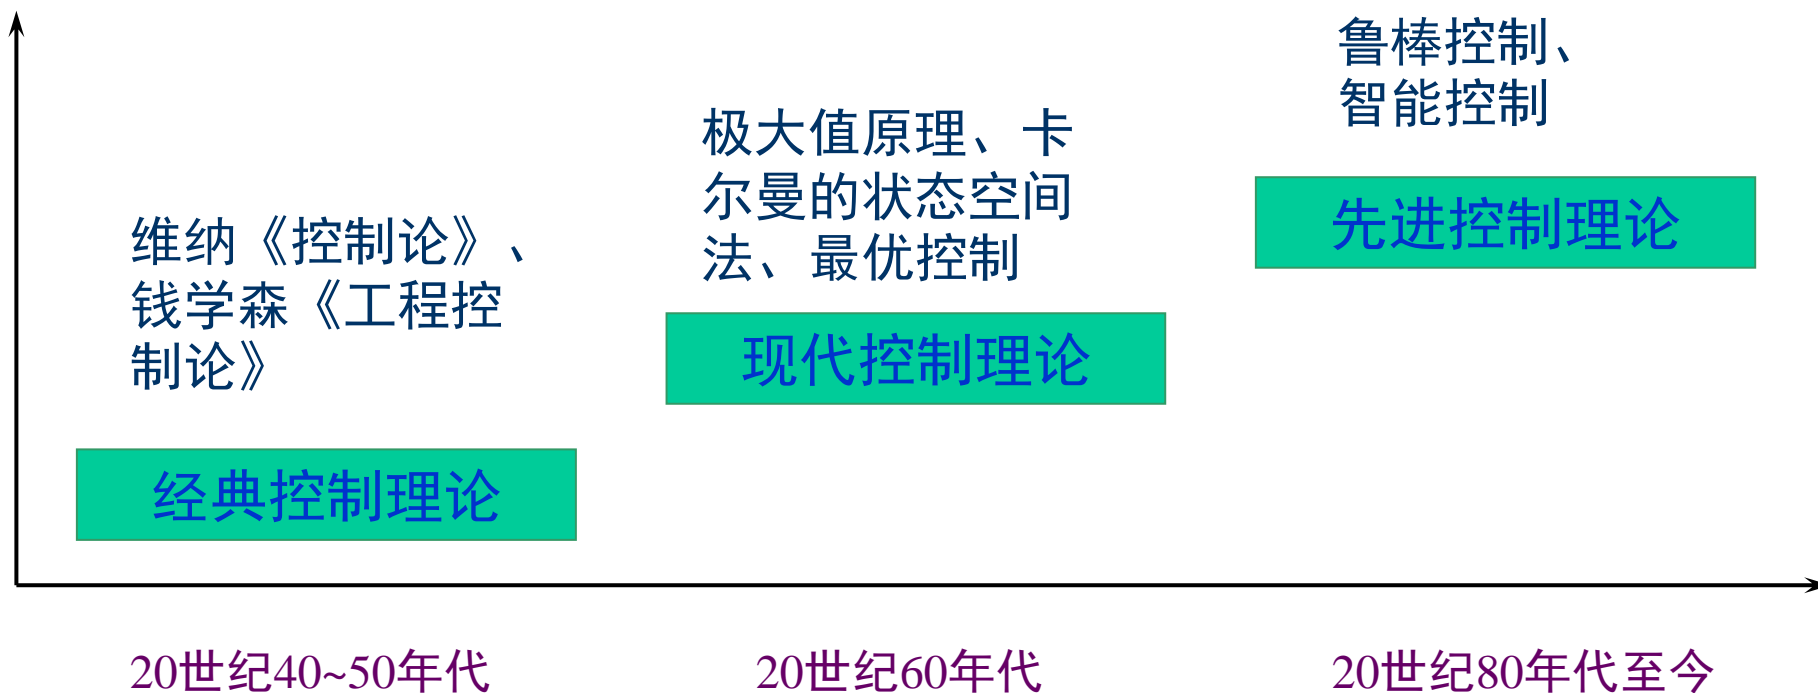 鲁棒控制、
智能控制
极大值原理、卡
尔曼的状态空间
法、最优控制
先进控制理论
维纳《控制论》、
钱学森《工程控
制论》
现代控制理论
经典控制理论
20世纪40~50年代
20世纪60年代
20世纪80年代至今